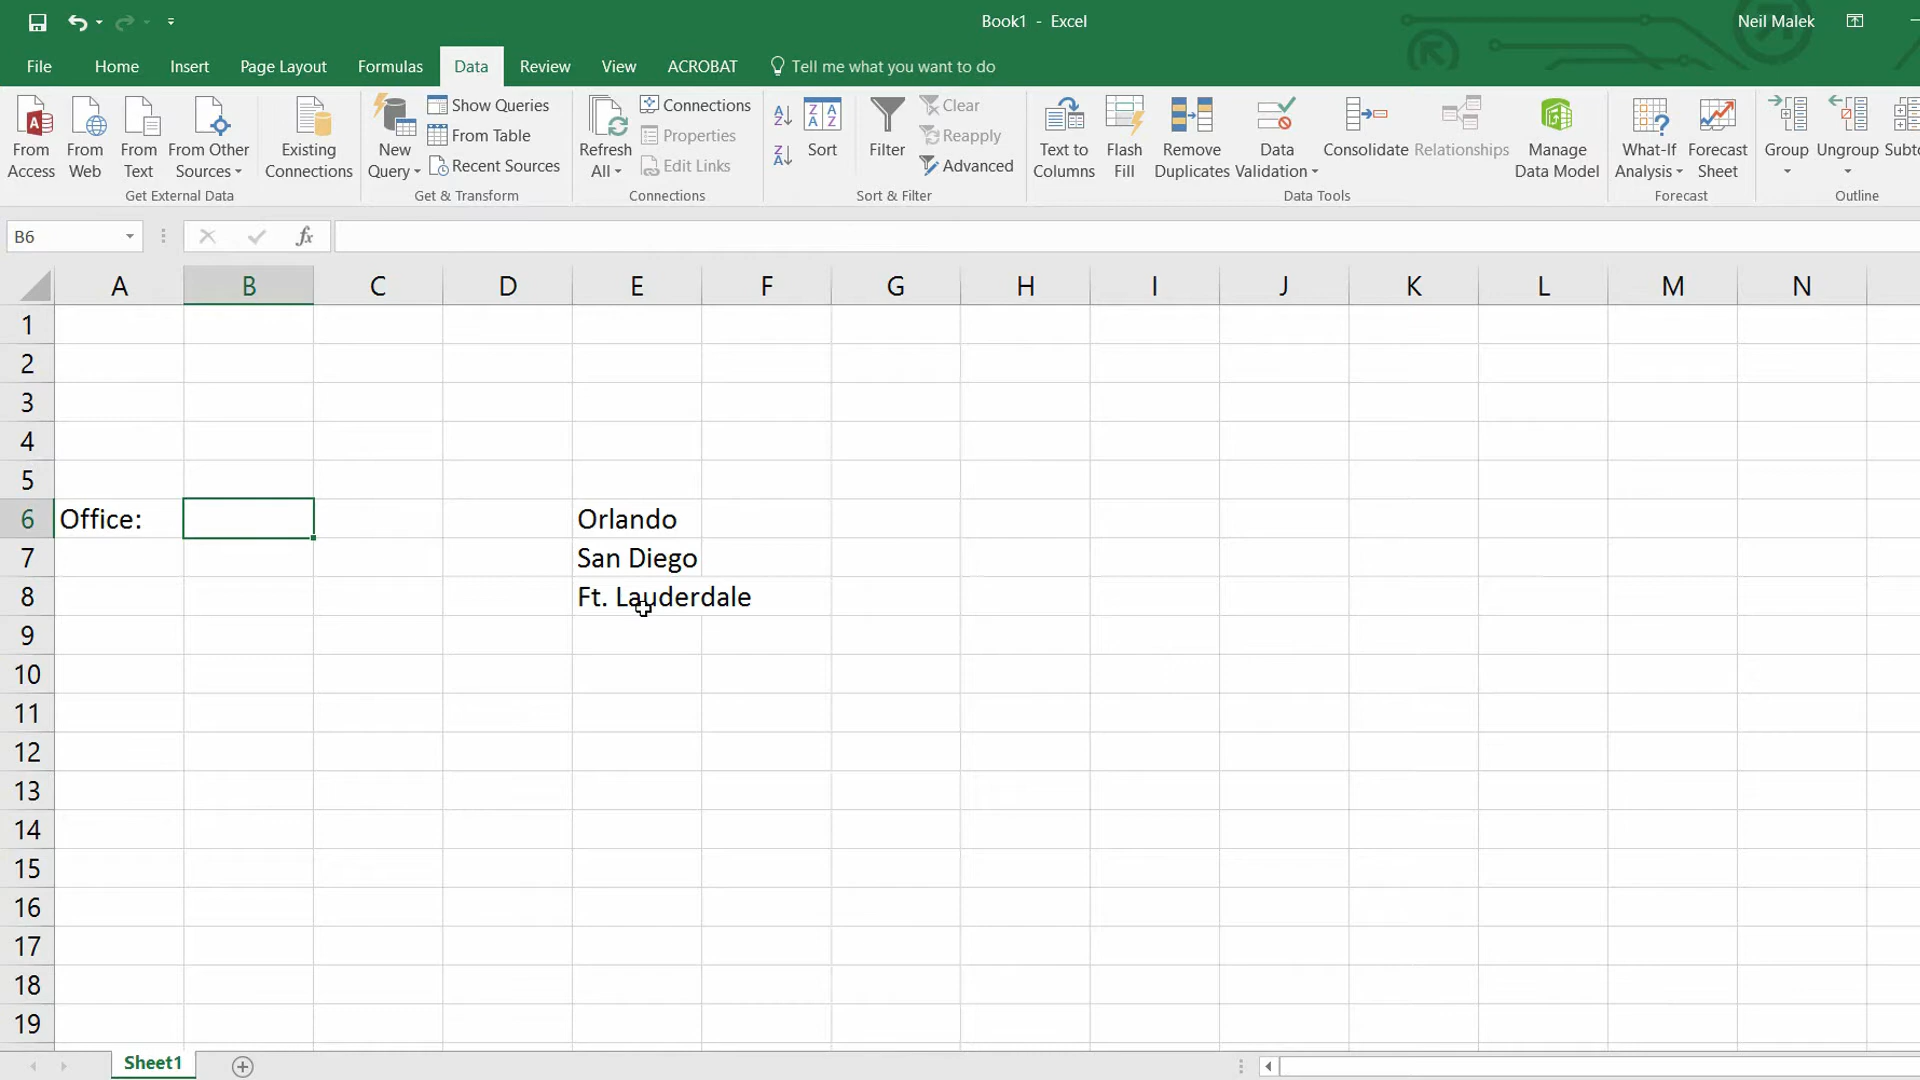 Book1 - Excel
Neil Malek
File Home Insert Page Layout Formulas Data Review View ACROBAT Tell me what you want to do
From Access
From Web
From Text
From Other Sources
Existing Connections
Get External Data
New Query
Show Queries
From Table
Recent Sources
Get & Transform
Refresh All
Connections
Properties
Edit Links
Connections
A Z
Z A
Z A A Z
Sort
Filter
Clear
Reapply
Advanced
Sort & Filter
Text to Columns
Flash Fill
Remove Duplicates
Data Validation
Consolidate
Relationships
Manage Data Model
Data Tools
What-If Analysis
Forecast Sheet
Forecast
Group
Ungroup
Subto
Outline
B6
fx
A B C D E F G H I J K L M N
1
2
3
4
5
6 Office: Orlando
7 San Diego
8 Ft. Lauderdale
9
10
11
12
13
14
15
16
17
18
19
Sheet1